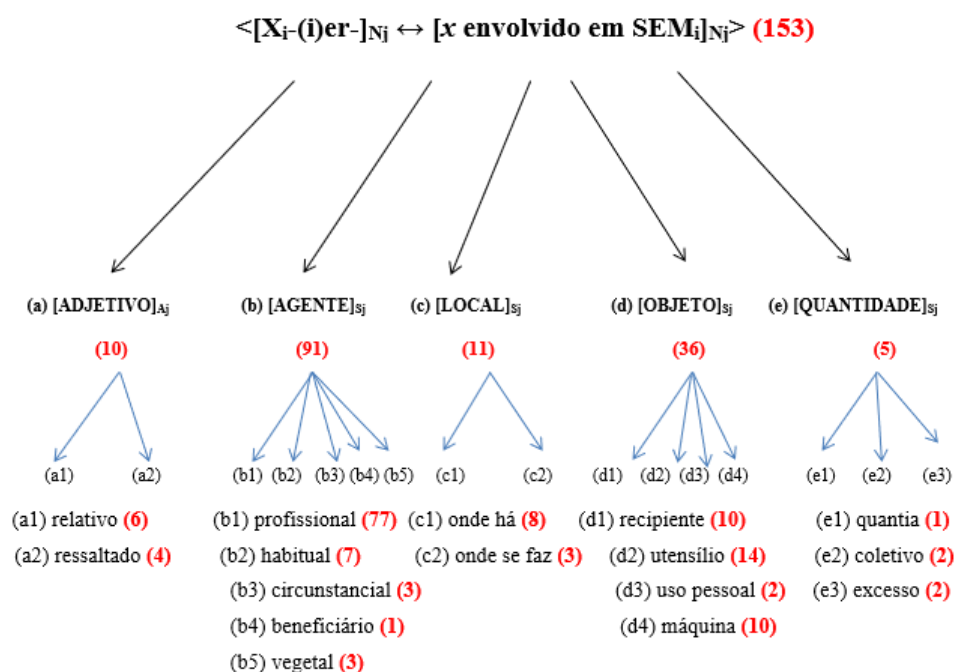 <[Xi-(i)er-]Nj ↔ [x envolvido em SEMi]Nj> (153)
(a) [ADJETIVO]Aj (b) [AGENTE]Sj (c) [LOCAL]Sj (d) [OBJETO]Sj (e) [QUANTIDADE]Sj
(10) (91) (11) (36) (5)
(a1) (a2) (b1) (b2) (b3) (b4) (b5) (c1) (c2) (d1) (d2) (d3) (d4) (e1) (e2) (e3)
(a1) relativo (6) (b1) profissional (77) (c1) onde há (8) (d1) recipiente (10) (e1) quantia (1)
(a2) ressaltado (4) (b2) habitual (7) (c2) onde se faz (3) (d2) utensílio (14) (e2) coletivo (2)
(b3) circunstancial (3) (d3) uso pessoal (2) (e3) excesso (2)
(b4) beneficiário (1) (d4) máquina (10)
(b5) vegetal (3)